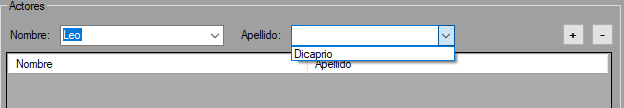 Actores
Nombre: Leo Apellido: + -
Dicaprio
Nombre Apellido